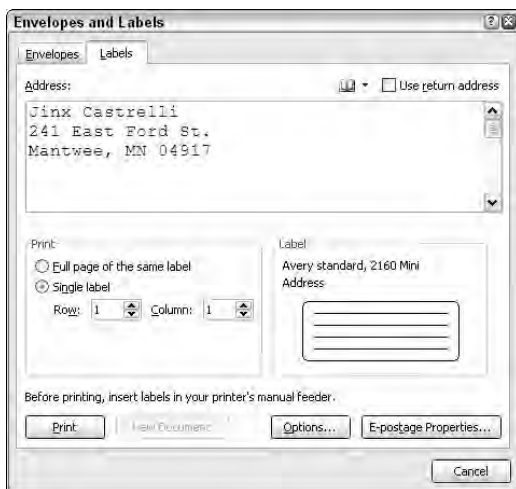 Envelopes and Labels
Envelopes Labels
Address: Use return address
Jinx Castrelli
241 East Ford St.
Mantwee, MN 04917
Print
Full page of the same label
Single label
Row: 1 Column: 1
Label
Avery standard, 2160 Mini
Address
Before printing, insert labels in your printer's manual feeder.
Print New Document Options... E-postage Properties...
Cancel